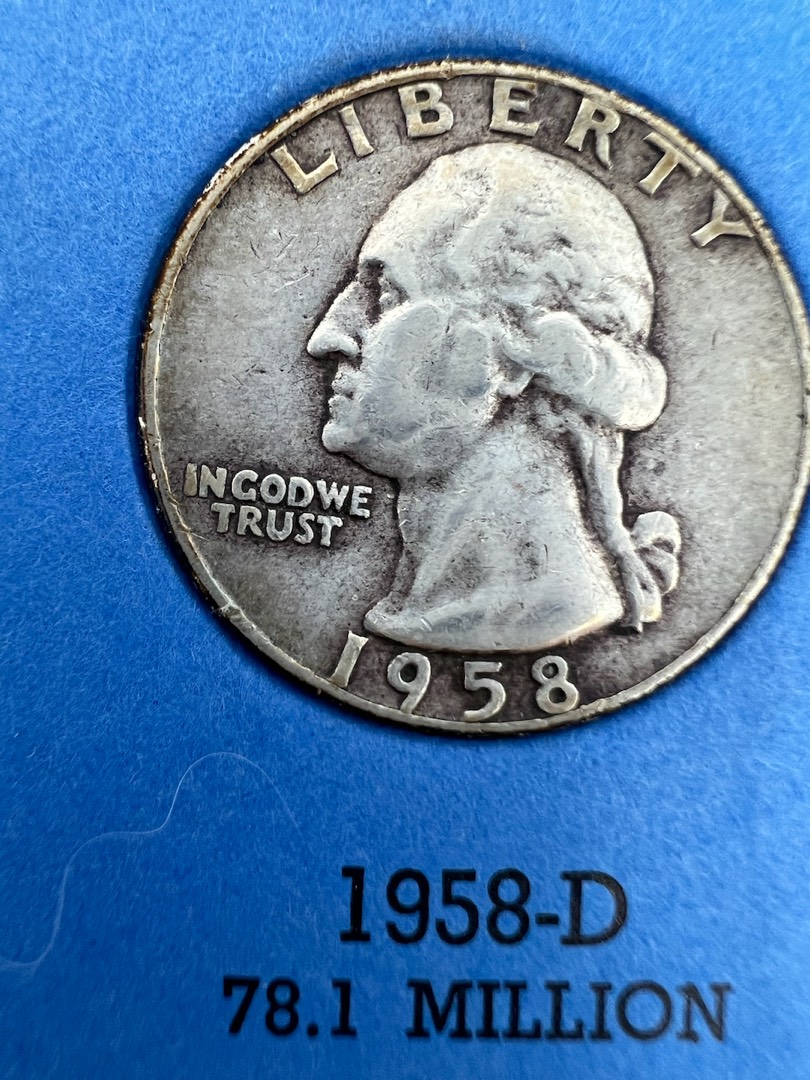 LIBERTY
IN GOD WE
TRUST
1958
1958-D
78.1 MILLION